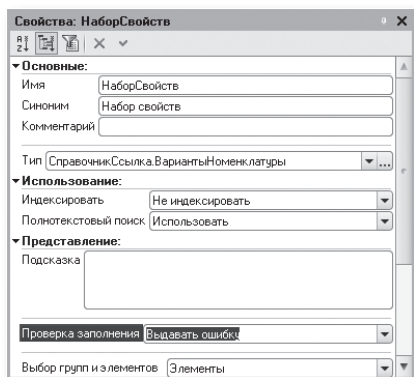 Свойства: НаборСвойств
Основные:
Имя НаборСвойств
Синоним Набор свойств
Комментарий
Тип СправочникСсылка.ВариантыНоменклатуры ...
Использование:
Индексировать Не индексировать
Полнотекстовый поиск Использовать
Представление:
Подсказка
Проверка заполнения Выдавать ошибку
Выбор групп и элементов Элементы